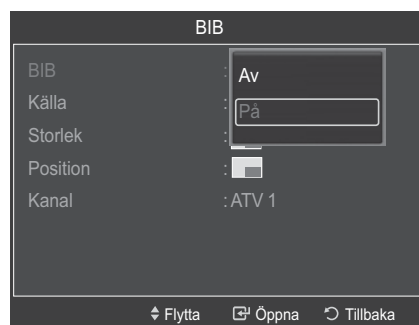 BIB
BIB : Av
Källa : På
Storlek :
Position :
Kanal : ATV 1
Flytta Öppna Tillbaka